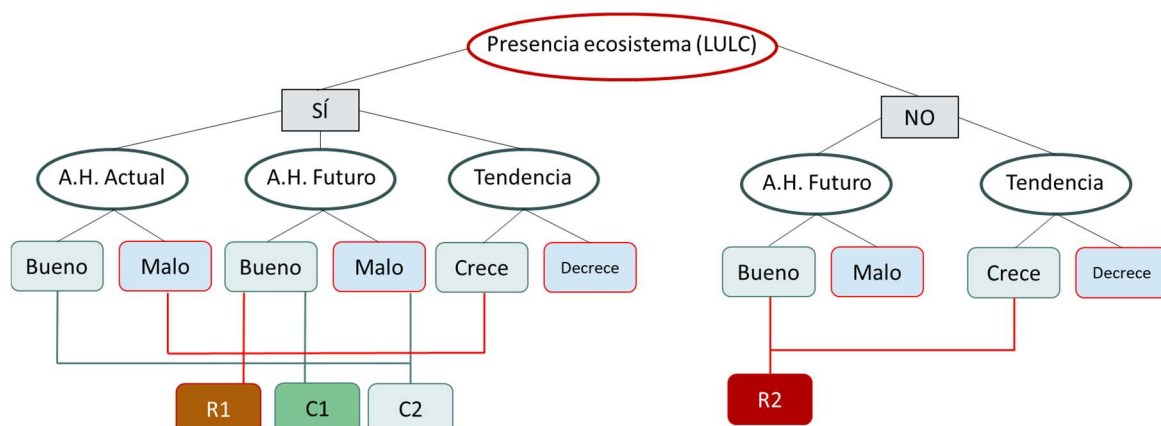 Presencia ecosistema (LULC)
SÍ
NO
A.H. Actual
A.H. Futuro
Tendencia
A.H. Futuro
Tendencia
Bueno
Malo
Bueno
Malo
Crece
Decrece
Bueno
Malo
Crece
Decrece
R1
C1
C2
R2